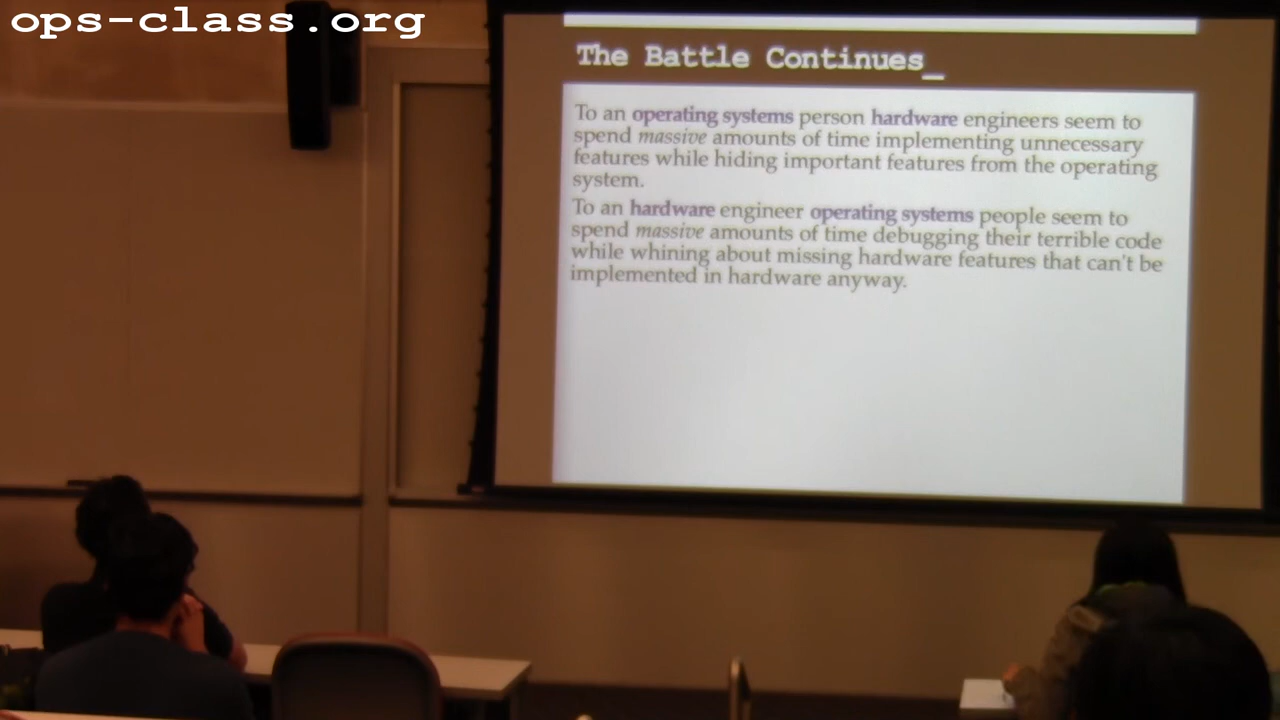 ops-class.org
The Battle Continues_
To an operating systems person hardware engineers seem to
spend massive amounts of time implementing unnecessary
features while hiding important features from the operating
system.
To an hardware engineer operating systems people seem to
spend massive amounts of time debugging their terrible code
while whining about missing hardware features that can't be
implemented in hardware anyway.